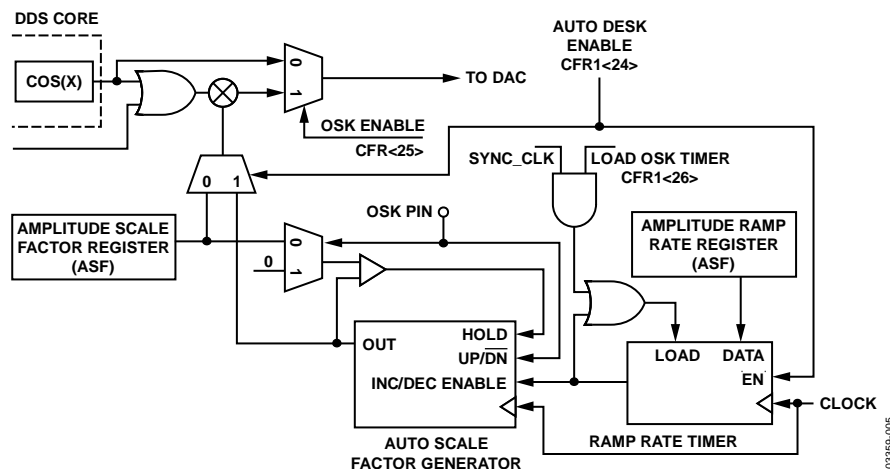 DDS CORE
COS(X)
0
1
TO DAC
OSK ENABLE
CFR<25>
AUTO DESK
ENABLE
CFR1<24>
SYNC_CLK
LOAD OSK TIMER
CFR1<26>
0 1
AMPLITUDE SCALE
FACTOR REGISTER
(ASF)
OSK PIN
0
0
1
AMPLITUDE RAMP
RATE REGISTER
(ASF)
OUT
HOLD
UP/DN
INC/DEC ENABLE
AUTO SCALE
FACTOR GENERATOR
LOAD DATA
EN
CLOCK
RAMP RATE TIMER
03359-005